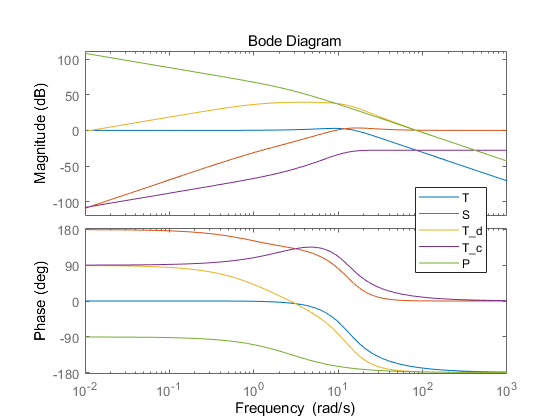 Bode Diagram
Magnitude (dB)
100
50
0
-50
-100
T
S
T_d
T_c
P
Phase (deg)
180
90
0
-90
-180
10^-2 10^-1 10^0 10^1 10^2 10^3
Frequency (rad/s)